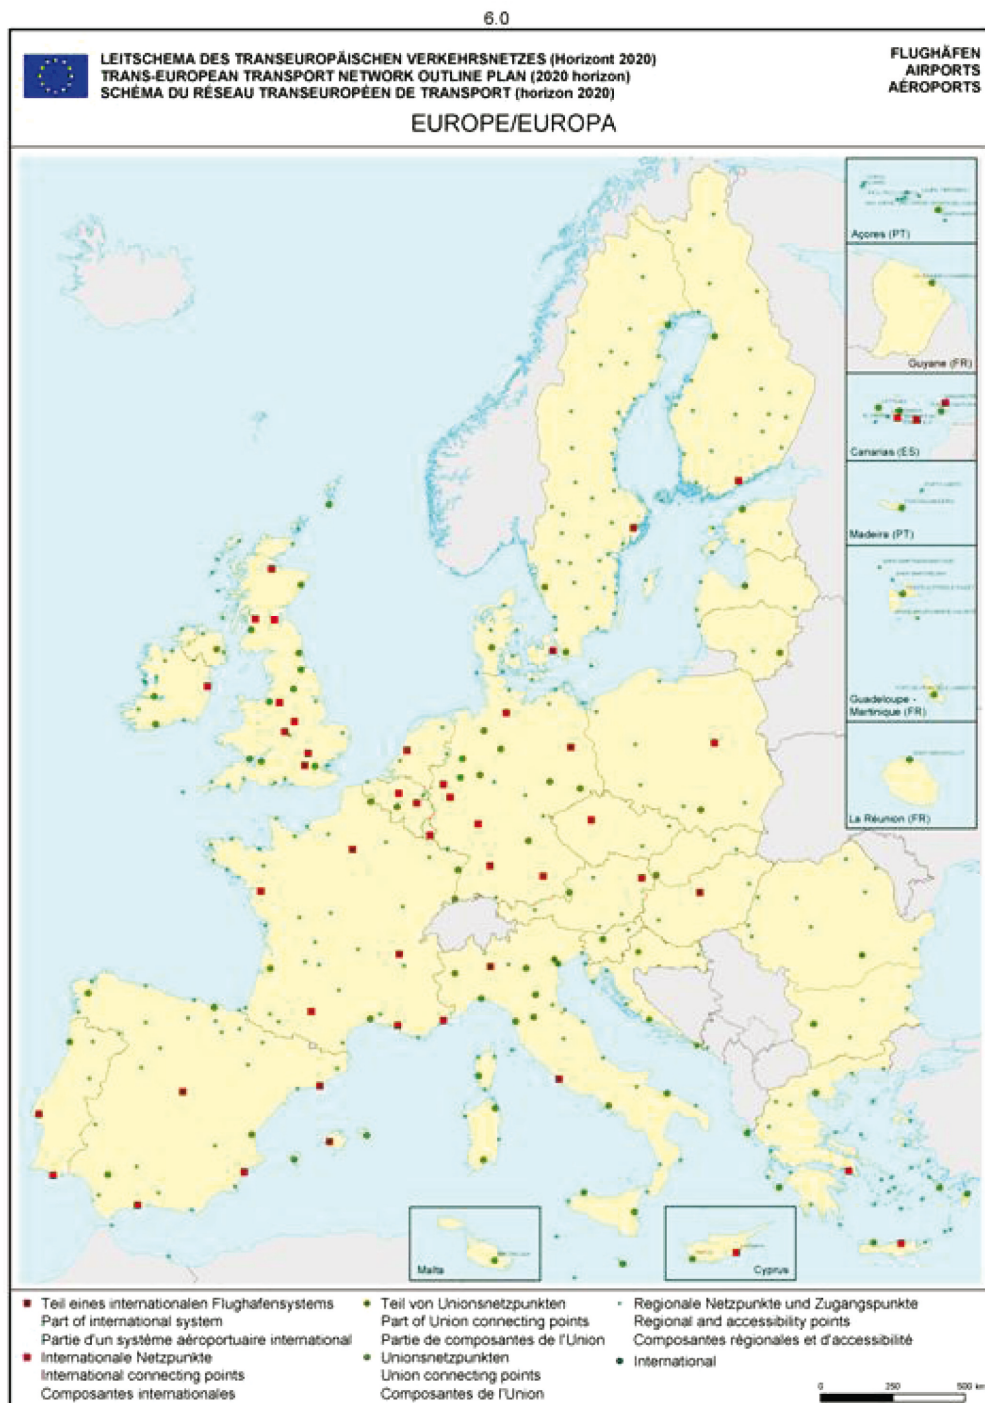 6.0
LEITSCHEMA DES TRANSEUROPÄISCHEN VERKEHRSNETZES (Horizont 2020)
TRANS-EUROPEAN TRANSPORT NETWORK OUTLINE PLAN (2020 horizon)
SCHÉMA DU RÉSEAU TRANSEUROPÉEN DE TRANSPORT (horizon 2020)
FLUGHÄFEN
AIRPORTS
AÉROPORTS
EUROPE/EUROPA
Açores (PT)
Guyane (FR)
Canarias (ES)
Madeira (PT)
Guadeloupe -
Martinique (FR)
La Réunion (FR)
Malta
Cyprus
Teil eines internationalen Flughafensystems
Part of international system
Partie d'un système aéroportuaire international
Internationale Netzpunkte
International connecting points
Composantes internationales
Teil von Unionsnetzpunkten
Part of Union connecting points
Partie de composantes de l'Union
Unionsnetzpunkten
Union connecting points
Composantes de l'Union
Regionale Netzpunkte und Zugangspunkte
Regional and accessibility points
Composantes régionales et d'accessibilité
International
0 250 500 km